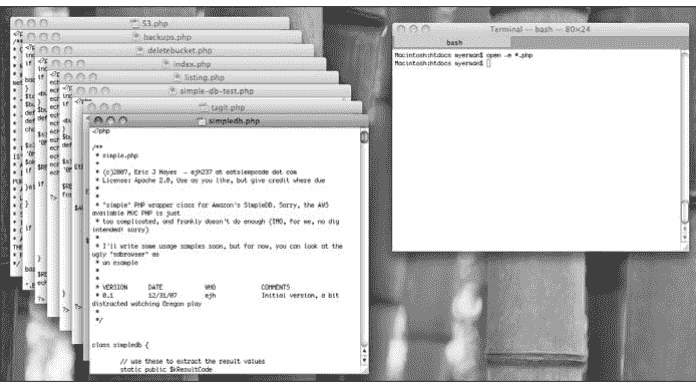 S3.php
backups.php
deletebucket.php
index.php
listing.php
simple-db-test.php
tagit.php
simpledb.php
<?php
/**
* simple.php
*
* (c)2007, Eric J Hayes - ejh237 at eatsleepcode dot com
* License: Apache 2.0, Use as you like, but give credit where due
*
*
* "simple" PHP wrapper class for Amazon's SimpleDB. Sorry, the AWS
available MVC PHP is just
* too complicated, and frankly doesn't do enough (IMO, for me, no dig
intended! sorry)
*
* I'll write some usage samples soon, but for now, you can look at the
ugly "sdbrowser" as
* an example
*
*
* VERSION DATE WHO COMMENTS
* 0.1 12/31/07 ejh Initial version, a bit
distracted watching Oregon play
*
*/
class simpledb {
// use these to extract the result values
static public $kResultCode
Terminal — bash — 80×24
bash
Macintosh:htdocs myerman$ open -e *.php
Macintosh:htdocs myerman$